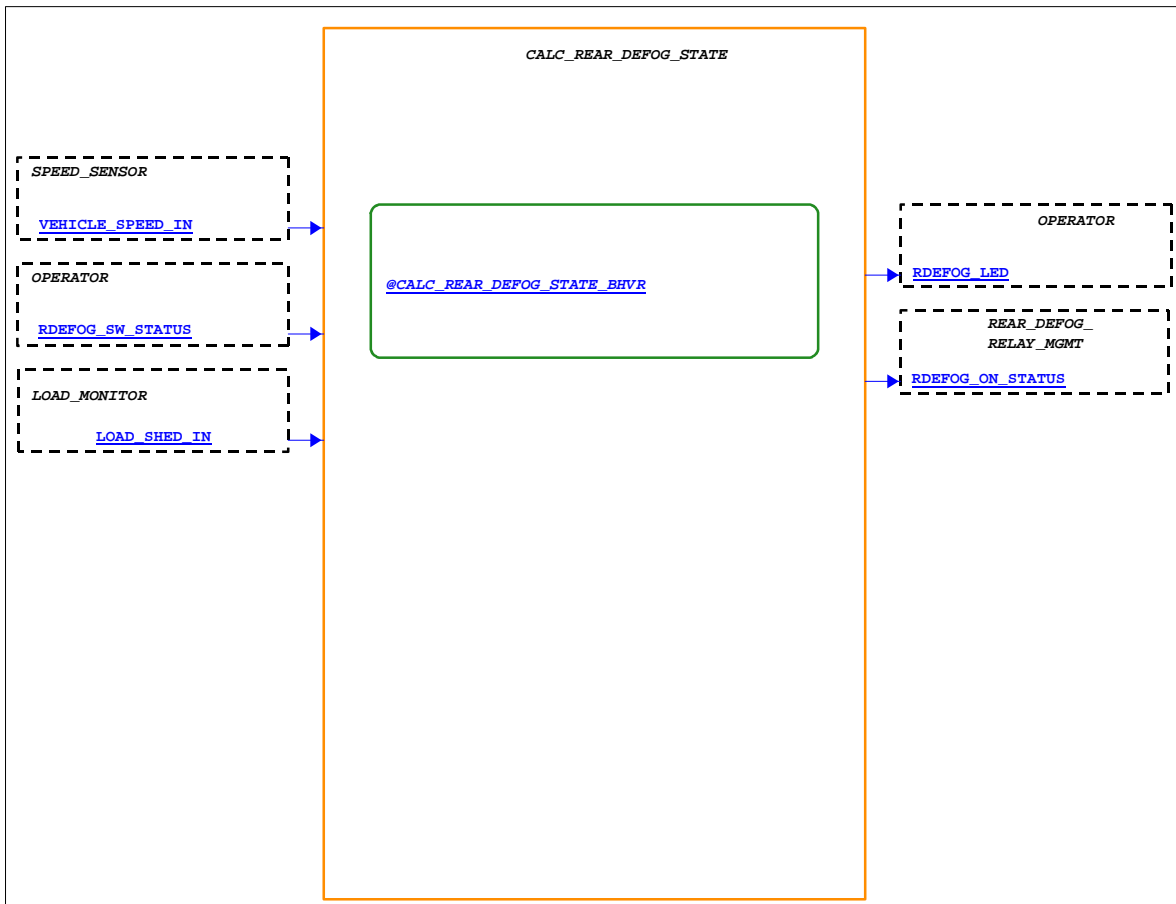 CALC_REAR_DEFOG_STATE
SPEED_SENSOR
VEHICLE_SPEED_IN
OPERATOR
RDEFOG_SW_STATUS
LOAD_MONITOR
LOAD_SHED_IN
@CALC_REAR_DEFOG_STATE_BHVR
OPERATOR
RDEFOG_LED
REAR_DEFOG_
RELAY_MGMT
RDEFOG_ON_STATUS